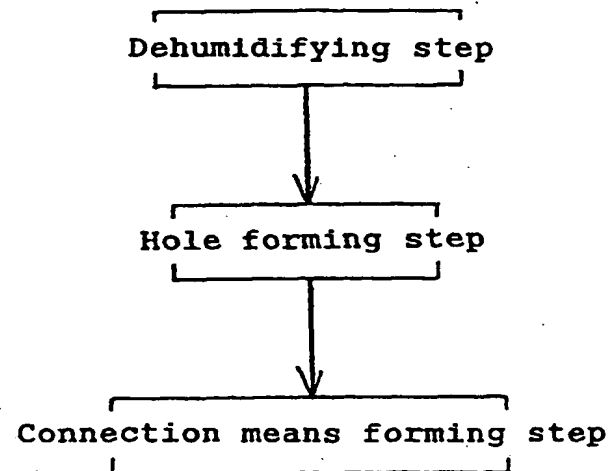 Dehumidifying step
Hole forming step
Connection means forming step